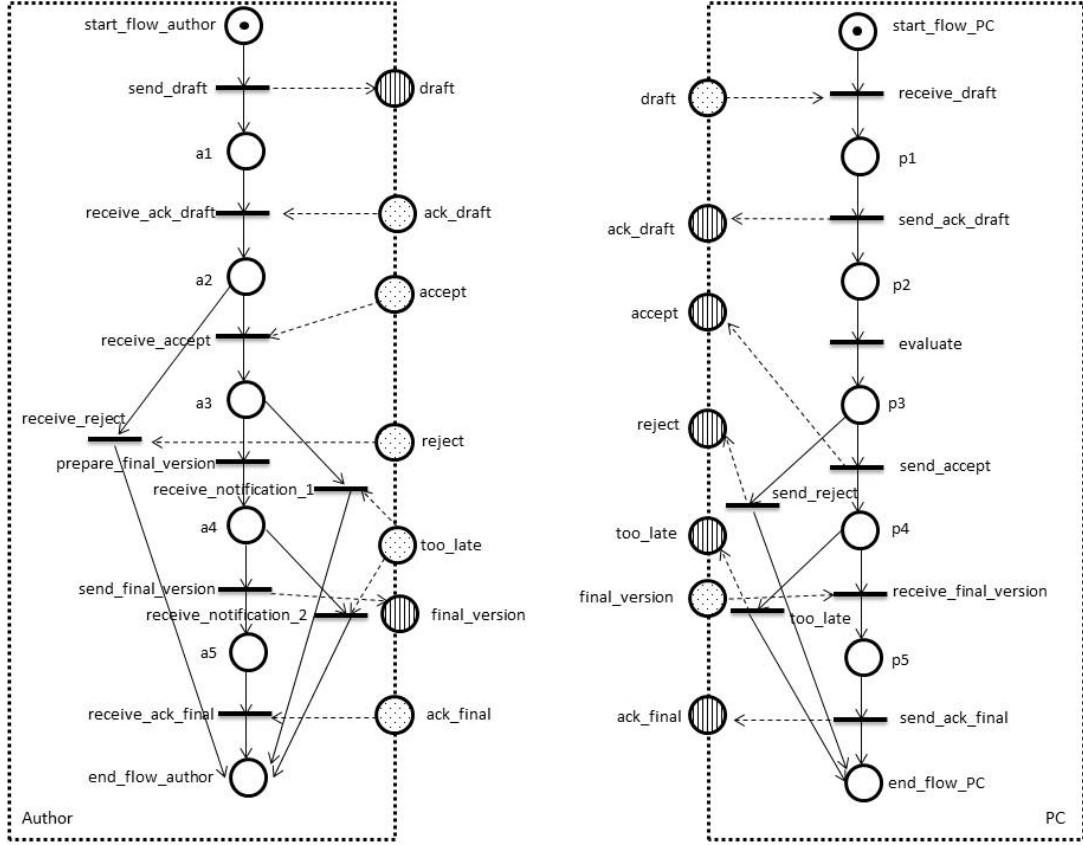 start_flow_author
send_draft
draft
a1
receive_ack_draft
ack_draft
a2
accept
receive_accept
a3
receive_reject
reject
prepare_final_version
receive_notification_1
a4
too_late
send_final_version
receive_notification_2
final_version
a5
receive_ack_final
ack_final
end_flow_author
Author
start_flow_PC
draft
receive_draft
p1
ack_draft
send_ack_draft
p2
accept
evaluate
p3
reject
send_accept
send_reject
too_late
p4
final_version
receive_final_version
too_late
p5
ack_final
send_ack_final
end_flow_PC
PC